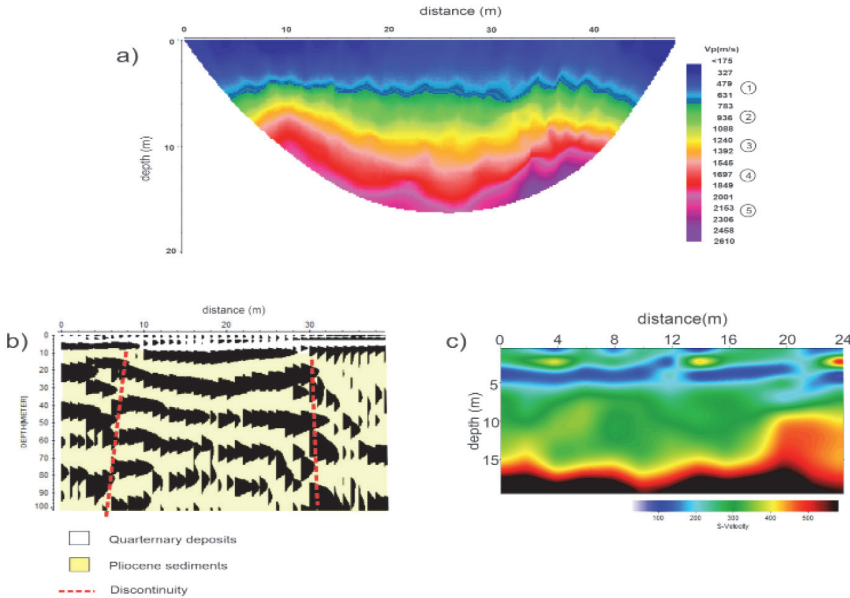 distance (m)
0 10 20 30 40
a)
depth (m)
0
10
20
Vp(m/s)
<175
327
479
631
783
936
1088
1240
1392
1545
1697
1849
2001
2153
2306
2458
2610
1
2
3
4
5
b)
distance (m)
0 10 20 30
DEPTH[METER]
0
10
20
30
40
50
60
70
80
90
100
Quarternary deposits
Pliocene sediments
Discontinuity
c)
distance(m)
0 4 8 12 16 20 24
depth (m)
5
10
15
100 200 300 400 500
S-Velocity